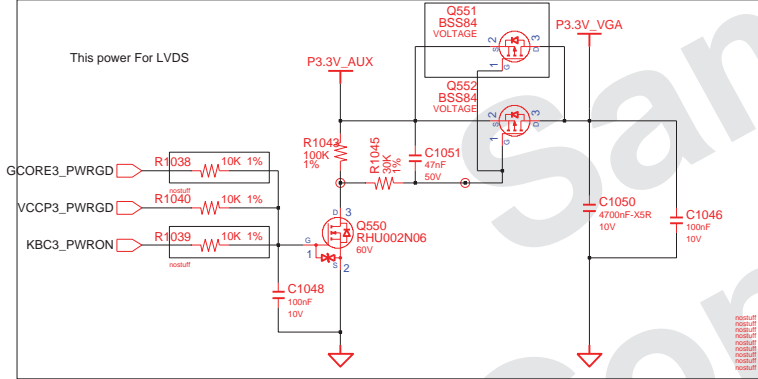 This power For LVDS
GCORE3_PWRGD
R1038
10K 1%
nostuff
VCCP3_PWRGD
R1040
10K 1%
KBC3_PWRON
R1039
10K 1%
nostuff
C1048
100nF
10V
P3.3V_AUX
R1043
100K
1%
R1045
30K
1%
D 3
G
1
S
2
Q550
RHU002N06
60V
C1051
47nF
50V
Q551
BSS84
VOLTAGE
2
S
3
D
1
G
Q552
BSS84
VOLTAGE
2
S
3
D
1
G
P3.3V_VGA
C1050
4700nF-X5R
10V
C1046
100nF
10V
nostuff
nostuff
nostuff
nostuff
nostuff
nostuff
nostuff
nostuff
Sam